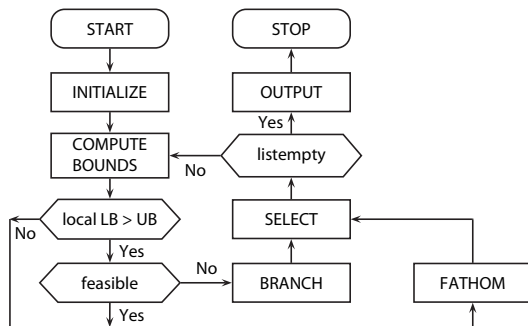 START
STOP
INITIALIZE
OUTPUT
Yes
COMPUTE
BOUNDS
listempty
No
local LB > UB
SELECT
No
Yes
feasible
No
BRANCH
FATHOM
Yes